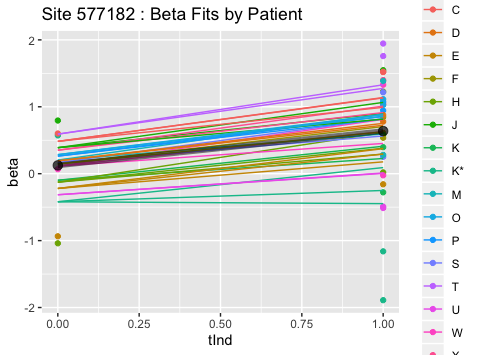 Site 577182 : Beta Fits by Patient
beta
2
1
0
-1
-2
0.00 0.25 0.50 0.75 1.00
tInd
C
D
E
F
H
J
K
K*
M
O
P
S
T
U
W